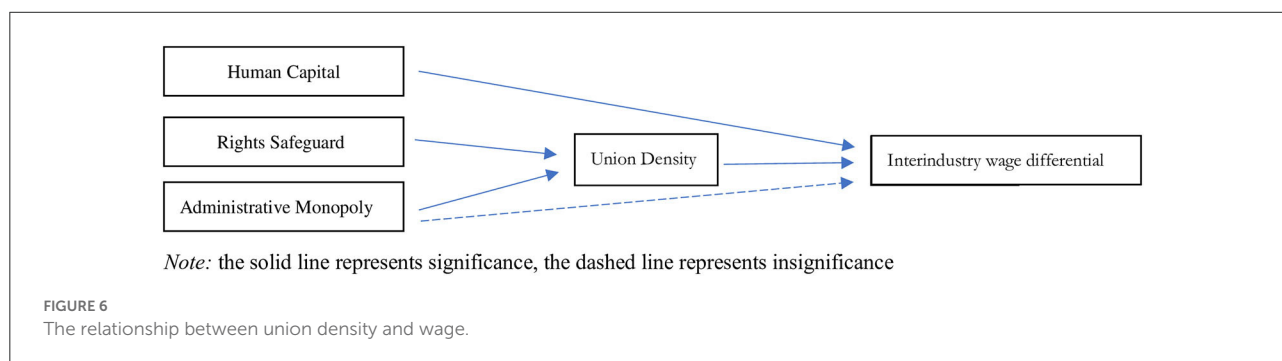 Human Capital
Rights Safeguard
Union Density
Interindustry wage differential
Administrative Monopoly
Note: the solid line represents significance, the dashed line represents insignificance
FIGURE 6
The relationship between union density and wage.